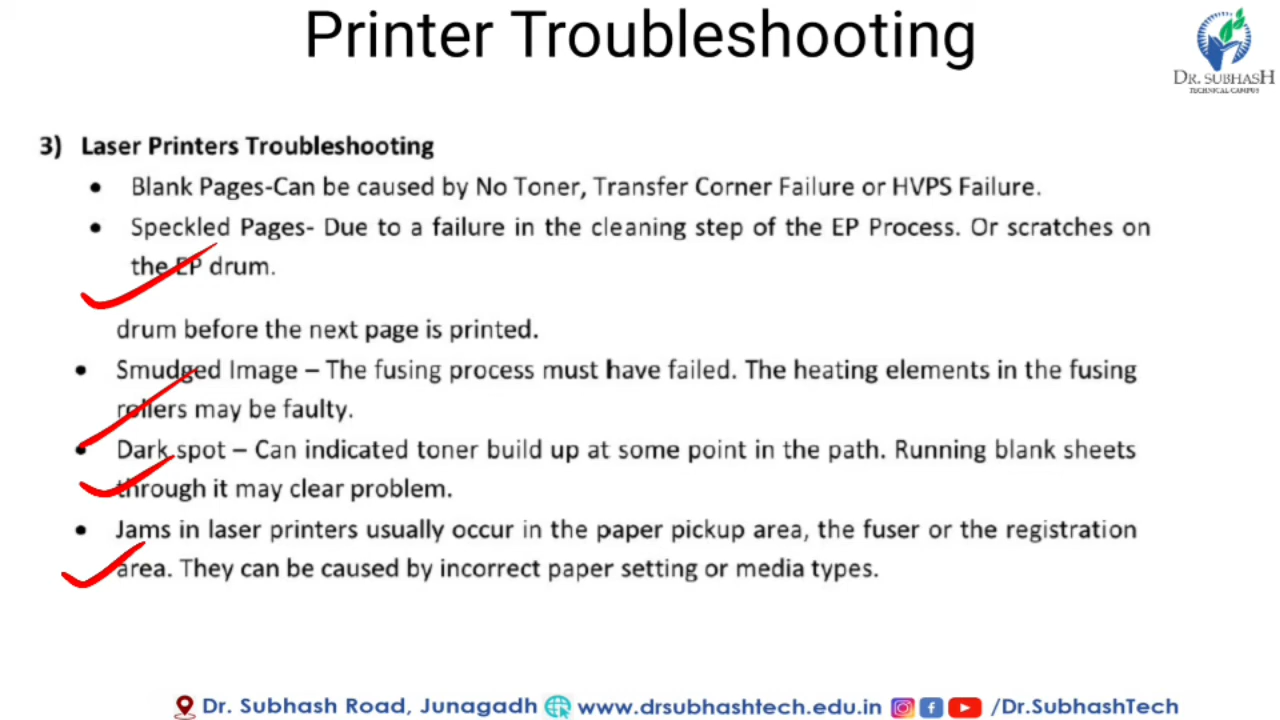 Printer Troubleshooting
DR. SUBHASH
TECHNICAL CAMPUS
3) Laser Printers Troubleshooting
• Blank Pages-Can be caused by No Toner, Transfer Corner Failure or HVPS Failure.
• Speckled Pages- Due to a failure in the cleaning step of the EP Process. Or scratches on
the EP drum.
drum before the next page is printed.
• Smudged Image – The fusing process must have failed. The heating elements in the fusing
rollers may be faulty.
• Dark spot – Can indicated toner build up at some point in the path. Running blank sheets
through it may clear problem.
• Jams in laser printers usually occur in the paper pickup area, the fuser or the registration
area. They can be caused by incorrect paper setting or media types.
Dr. Subhash Road, Junagadh www.drsubhashtech.edu.in /Dr.SubhashTech